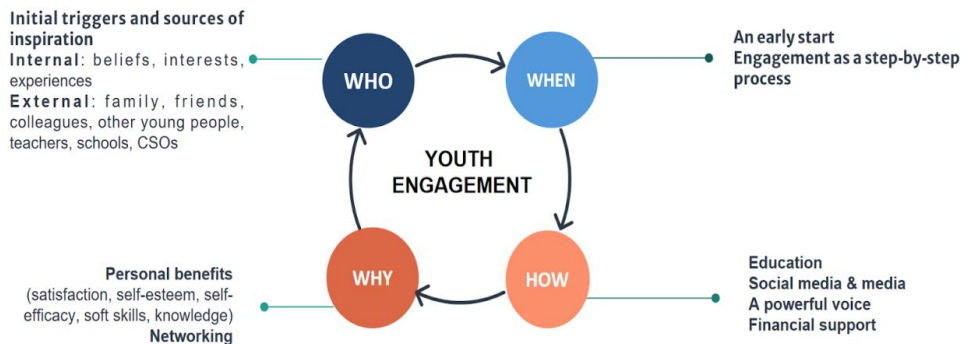 Initial triggers and sources of
inspiration
Internal: beliefs, interests,
experiences
External: family, friends,
colleagues, other young people,
teachers, schools, CSOs
WHO
WHEN
An early start
Engagement as a step-by-step
process
YOUTH
ENGAGEMENT
Personal benefits
(satisfaction, self-esteem, self-
efficacy, soft skills, knowledge)
Networking
WHY
HOW
Education
Social media & media
A powerful voice
Financial support